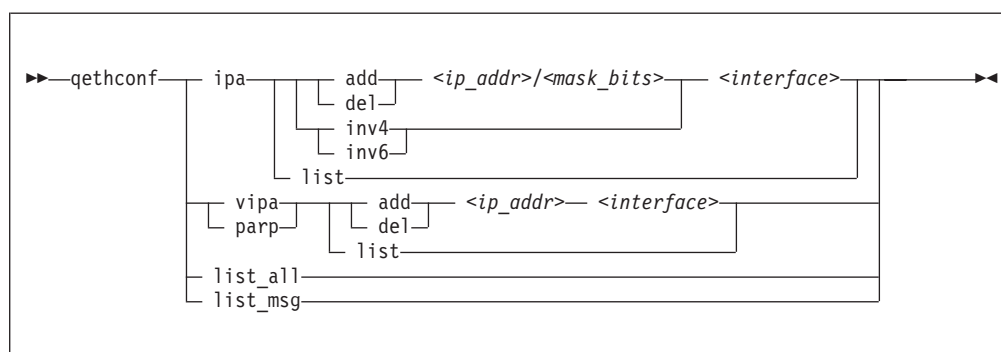 qethconf ipa add <ip_addr>/<mask_bits> <interface>
del
inv4
inv6
list
vipa add <ip_addr> <interface>
parp del
list
list_all
list_msg